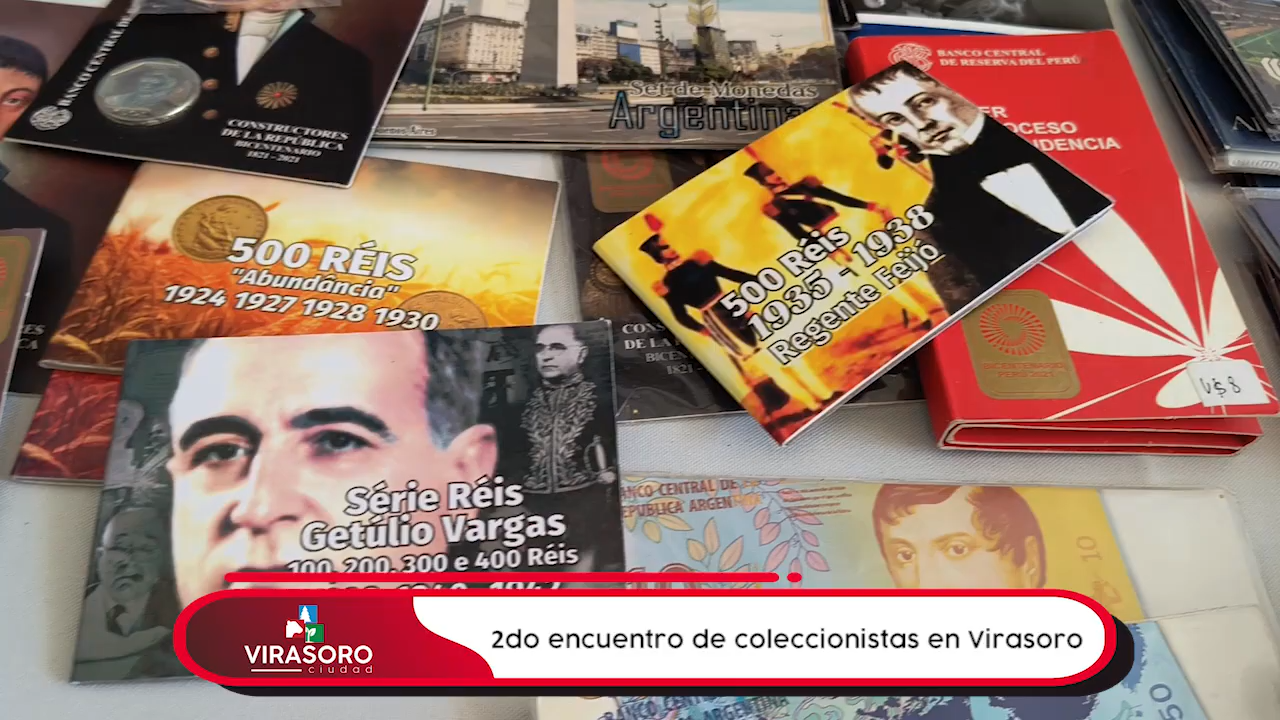 BANCO CENTRAL
CONSTRUCTORES
DE LA REPÚBLICA
BICENTENARIO
1821 - 2021
Set de Monedas
Argentina
BANCO CENTRAL
DE RESERVA DEL PERÚ
500 RÉIS
"Abundância"
1924 1927 1928 1930
500 Réis
1935 - 1938
Regente Feijó
BICENTENARIO
PERÚ 2021
U$ 8
DE LA
Série Réis
Getúlio Vargas
100, 200, 300 e 400 Réis
BANCO CENTRAL DE
REPÚBLICA
10
50
VIRASORO
ciudad
2do encuentro de coleccionistas en Virasoro